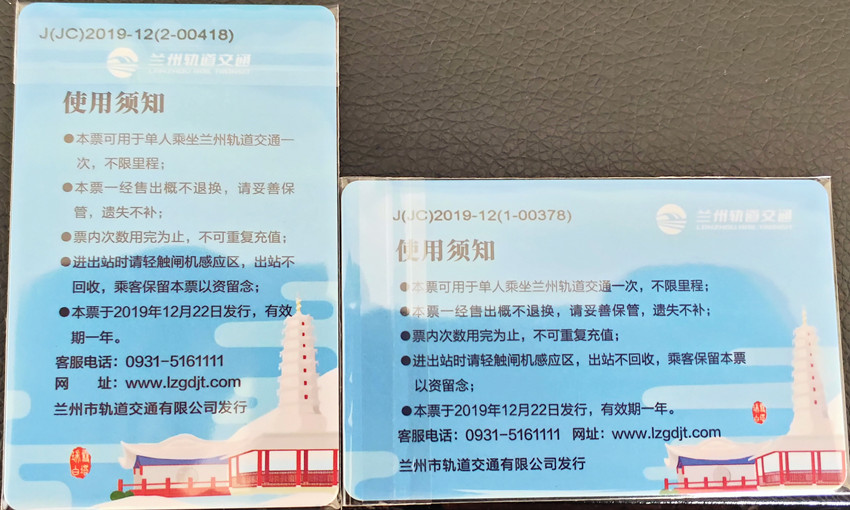 J(JC)2019-12(2-00418)
兰州轨道交通
LANZHOU RAIL TRANSIT
使用须知
●本票可用于单人乘坐兰州轨道交通一
次，不限里程；
●本票一经售出概不退换，请妥善保
管，遗失不补；
●票内次数用完为止，不可重复充值；
●进出站时请轻触闸机感应区，出站不
回收，乘客保留本票以资留念；
●本票于2019年12月22日发行，有效
期一年。
客服电话：0931-5161111
网 址：www.lzgdjt.com
兰州市轨道交通有限公司发行
J(JC)2019-12(1-00378)
兰州轨道交通
LANZHOU RAIL TRANSIT
使用须知
●本票可用于单人乘坐兰州轨道交通一次，不限里程；
●本票一经售出概不退换，请妥善保管，遗失不补；
●票内次数用完为止，不可重复充值；
●进出站时请轻触闸机感应区，出站不回收，乘客保留本票
以资留念；
●本票于2019年12月22日发行，有效期一年。
客服电话：0931-5161111 网址：www.lzgdjt.com
兰州市轨道交通有限公司发行